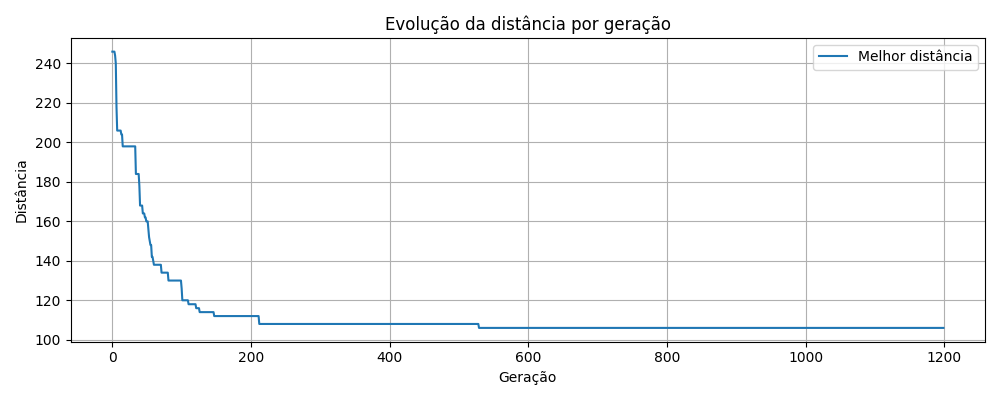 Evolução da distância por geração
Melhor distância
Distância
240
220
200
180
160
140
120
100
0 200 400 600 800 1000 1200
Geração